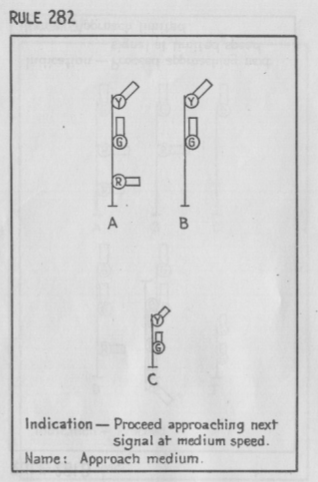 RULE 282
Y
G
R
A
Y
G
B
Y
G
C
Indication — Proceed approaching next
signal at medium speed.
Name: Approach medium.